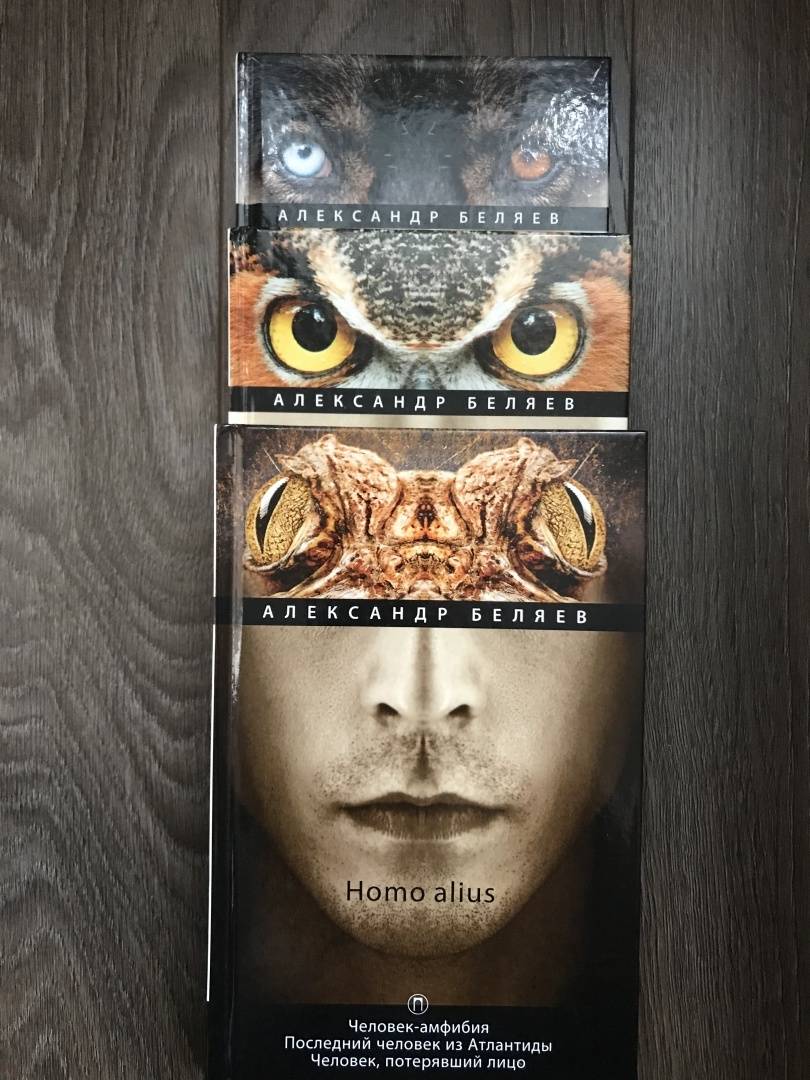 АЛЕКСАНДР БЕЛЯЕВ
АЛЕКСАНДР БЕЛЯЕВ
АЛЕКСАНДР БЕЛЯЕВ
Homo alius
Человек-амфибия
Последний человек из Атлантиды
Человек, потерявший лицо